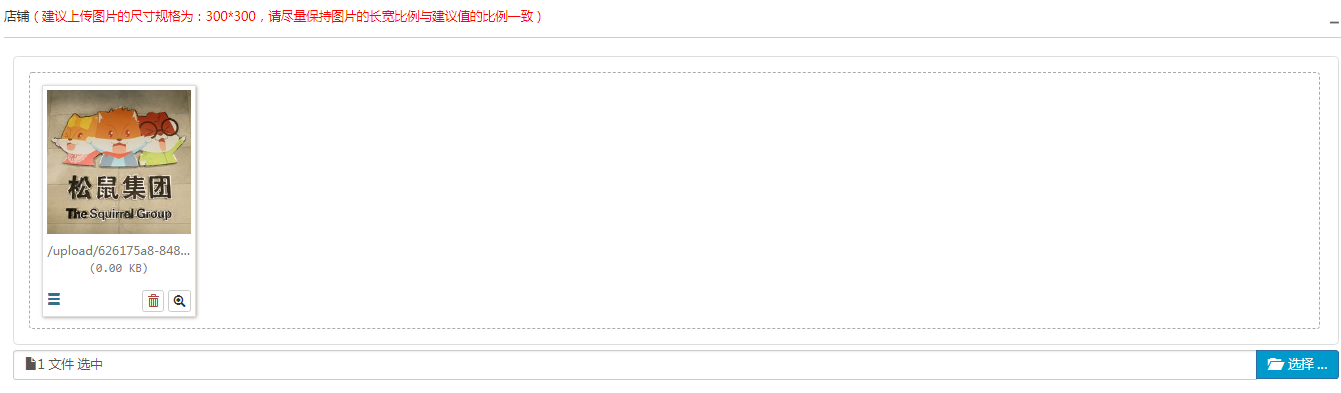 店铺（建议上传图片的尺寸规格为：300*300，请尽量保持图片的长宽比例与建议值的比例一致）
松鼠集团
The Squirrel Group
/upload/626175a8-848...
(0.00 KB)
1 文件 选中
选择 ...